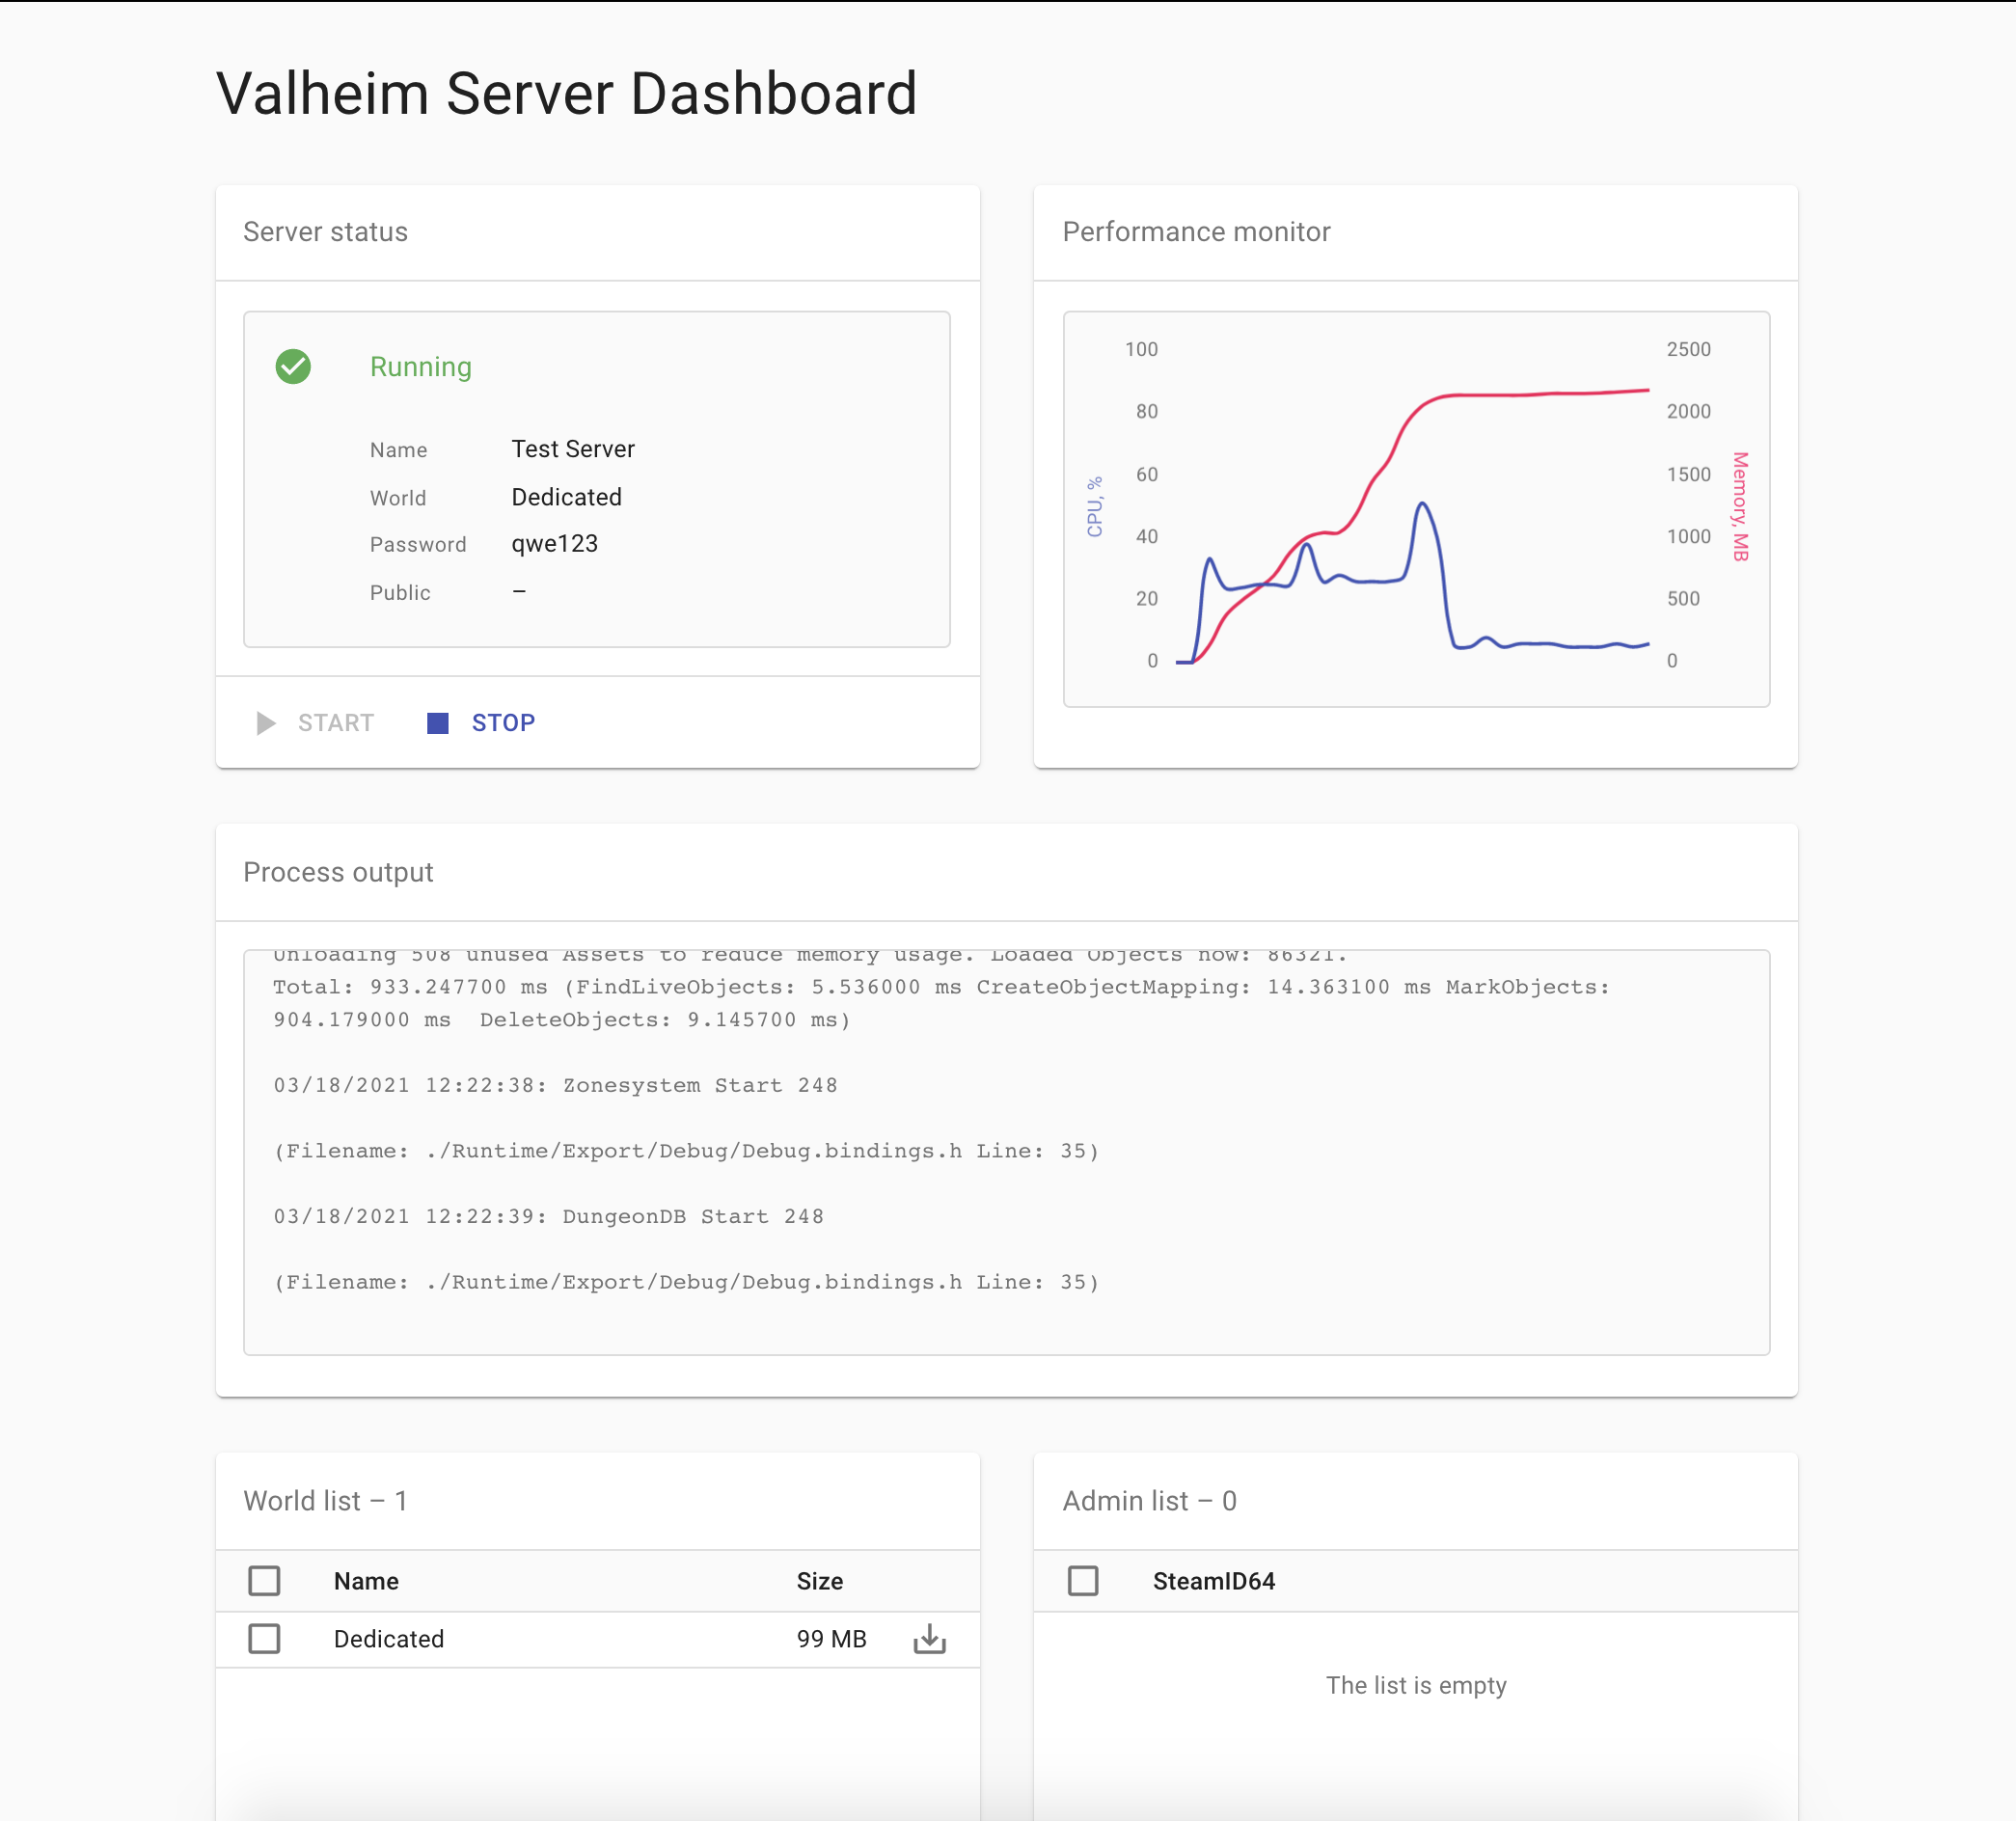 Valheim Server Dashboard
Server status
Running
Name Test Server
World Dedicated
Password qwe123
Public –
START STOP
Performance monitor
100 2500
80 2000
60 1500
40 1000
20 500
0 0
CPU, %
Memory, MB
Process output
Unloading 508 unused Assets to reduce memory usage. Loaded Objects now: 86321.
Total: 933.247700 ms (FindLiveObjects: 5.536000 ms CreateObjectMapping: 14.363100 ms MarkObjects:
904.179000 ms  DeleteObjects: 9.145700 ms)
03/18/2021 12:22:38: Zonesystem Start 248
(Filename: ./Runtime/Export/Debug/Debug.bindings.h Line: 35)
03/18/2021 12:22:39: DungeonDB Start 248
(Filename: ./Runtime/Export/Debug/Debug.bindings.h Line: 35)
World list – 1
Name Size
Dedicated 99 MB
Admin list – 0
SteamID64
The list is empty